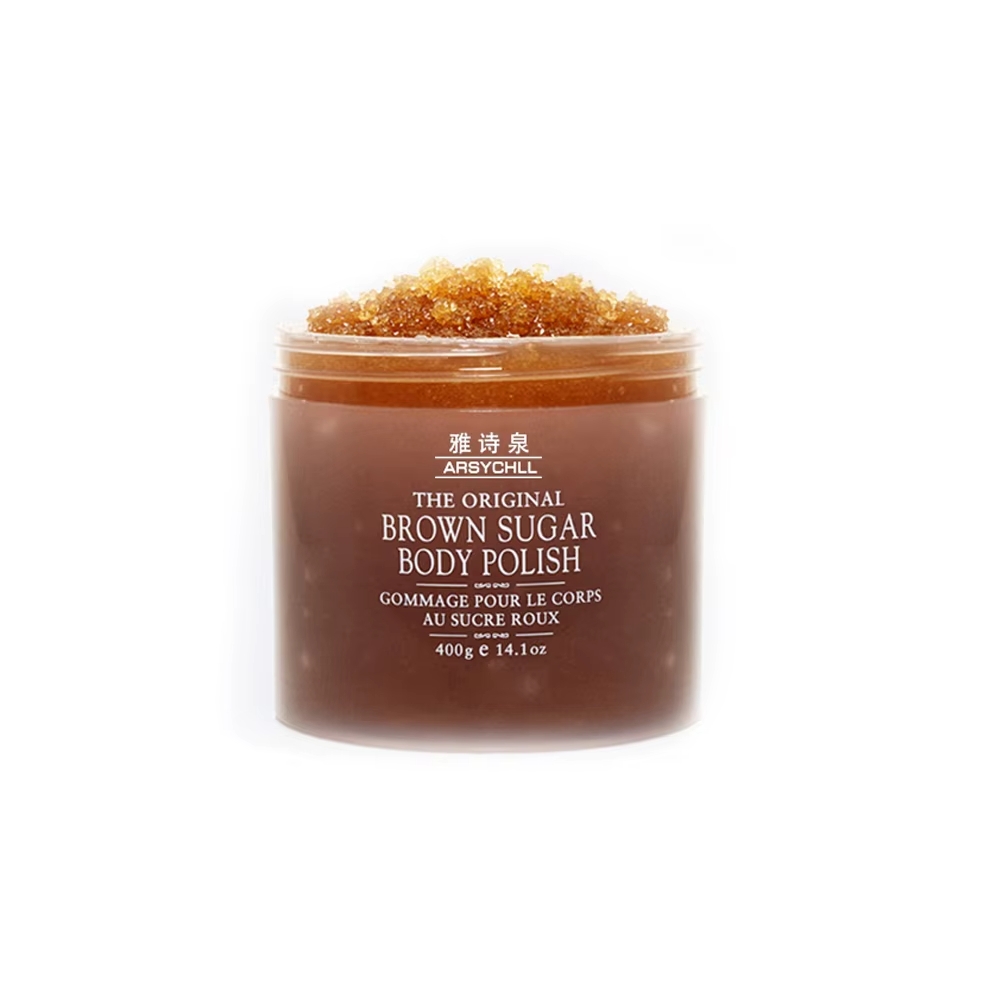 雅诗泉
ARSYCHLL
THE ORIGINAL
BROWN SUGAR
BODY POLISH
GOMMAGE POUR LE CORPS
AU SUCRE ROUX
400g e 14.1oz